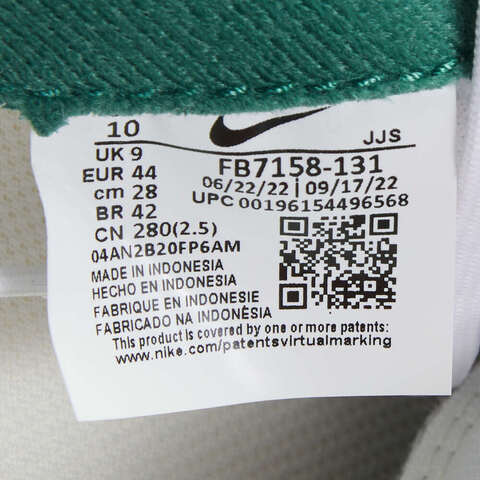 10
JJS
UK 9
EUR 44
cm 28
BR 42
CN 280(2.5)
04AN2B20FP6AM
FB7158-131
06/22/22 | 09/17/22
UPC 00196154496568
MADE IN INDONESIA
HECHO EN INDONESIA
FABRIQUE EN INDONESIE
FABRICADO NA INDONÉSIA
This product is covered by one or more patents:
www.nike.com/patentsvirtualmarking